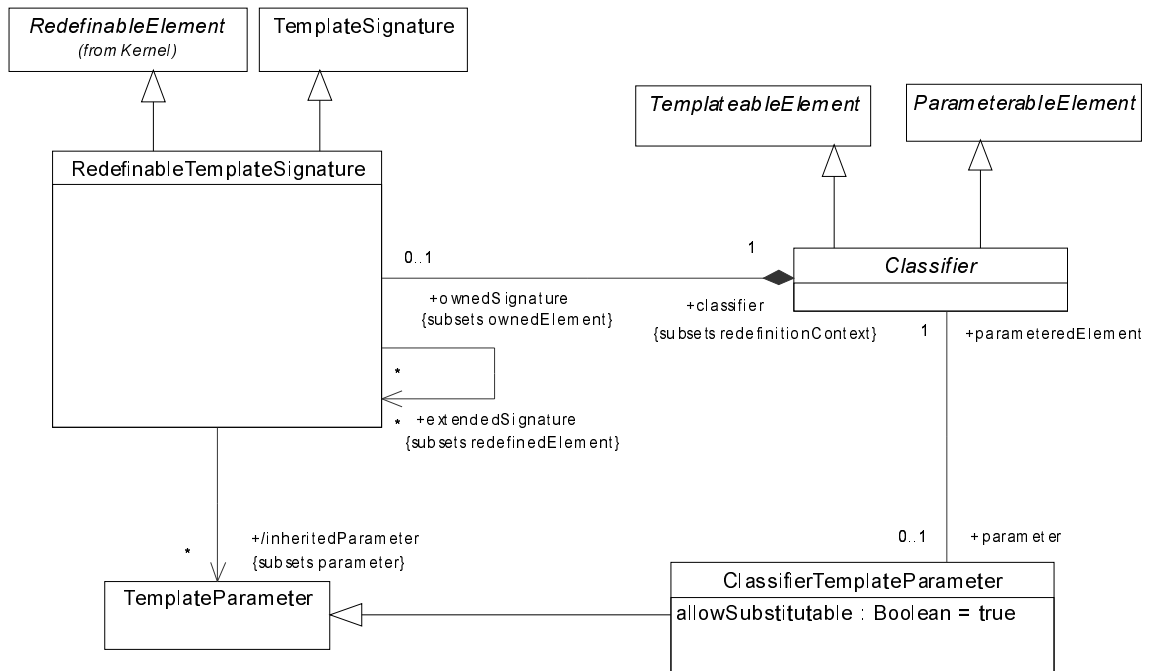 RedefinableElement
(from Kernel)
TemplateSignature
TemplateableElement
ParameterableElement
RedefinableTemplateSignature
0..1
1
Classifier
+ownedSignature
{subsets ownedElement}
+classifier
{subsets redefinitionContext}
1
+parameteredElement
*
* +extendedSignature
{subsets redefinedElement}
*
+/inheritedParameter
{subsets parameter}
0..1
+parameter
TemplateParameter
ClassifierTemplateParameter
allowSubstitutable : Boolean = true